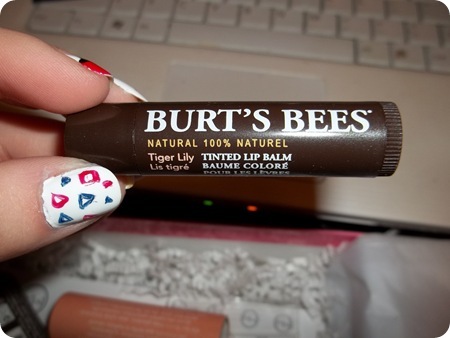 BURT'S BEES
NATURAL 100% NATUREL
Tiger Lily TINTED LIP BALM
Lis tigré BAUME COLORÉ
POUR LES LÈVRES